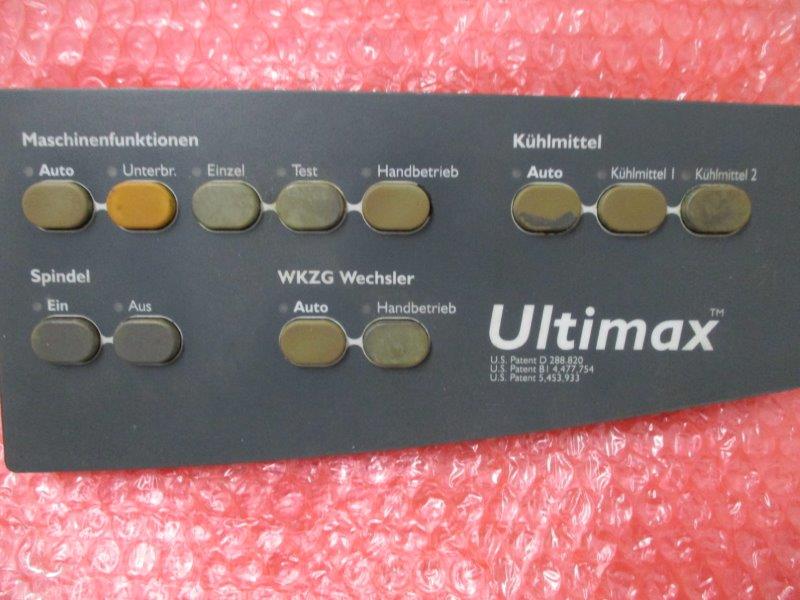 Maschinenfunktionen
Auto Unterbr. Einzel Test Handbetrieb
Kühlmittel
Auto Kühlmittel 1 Kühlmittel 2
Spindel
Ein Aus
WKZG Wechsler
Auto Handbetrieb
Ultimax™
U.S. Patent D 288.820
U.S. Patent B1 4,477,754
U.S. Patent 5,453,933